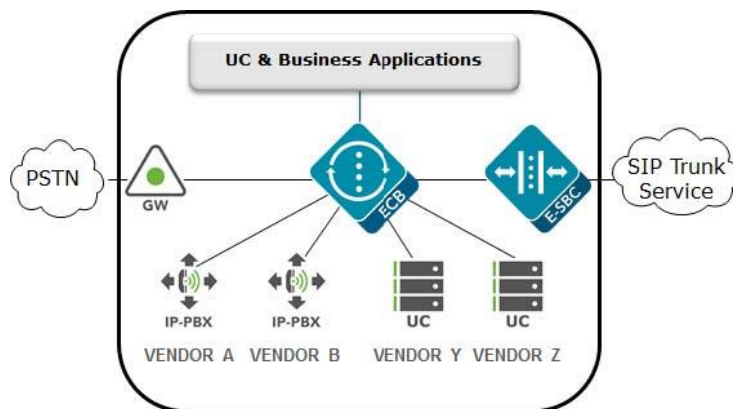 UC & Business Applications
PSTN
GW
ECB
E-SBC
SIP Trunk
Service
IP-PBX
IP-PBX
UC
UC
VENDOR A
VENDOR B
VENDOR Y
VENDOR Z